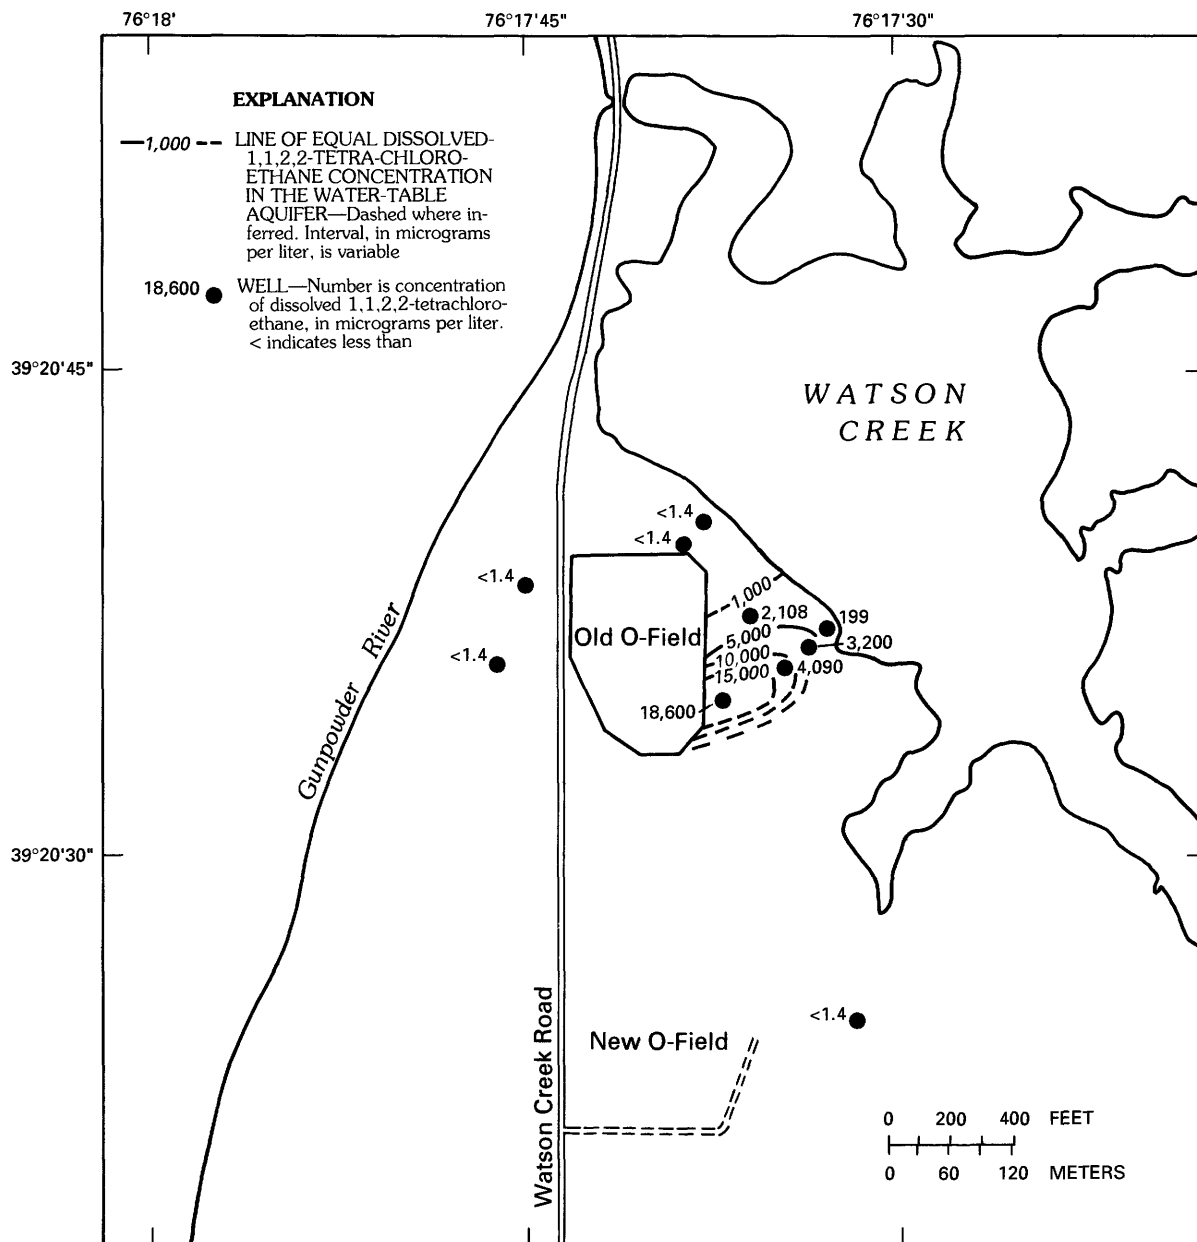 76°18'
76°17'45"
76°17'30"
EXPLANATION
1,000
LINE OF EQUAL DISSOLVED-
1,1,2,2-TETRA-CHLORO-
ETHANE CONCENTRATION
IN THE WATER-TABLE
AQUIFER—Dashed where in-
ferred. Interval, in micrograms
per liter, is variable
18,600
WELL—Number is concentration
of dissolved 1,1,2,2-tetrachloro-
ethane, in micrograms per liter.
< indicates less than
39°20'45"
WATSON
CREEK
<1.4
<1.4
<1.4
1,000
2,108
199
Old O-Field
5,000
3,200
10,000
<1.4
15,000
4,090
18,600
Gunpowder River
39°20'30"
Watson Creek Road
<1.4
New O-Field
0 200 400 FEET
0 60 120 METERS